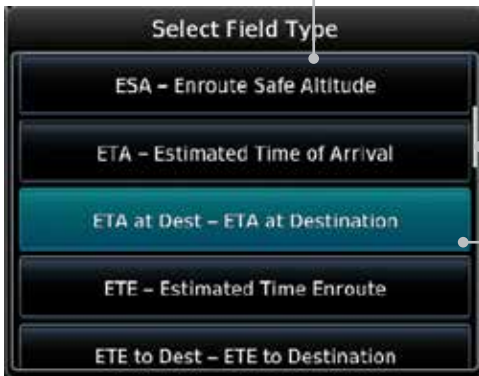 Select Field Type
ESA – Enroute Safe Altitude
ETA – Estimated Time of Arrival
ETA at Dest – ETA at Destination
ETE – Estimated Time Enroute
ETE to Dest – ETE to Destination